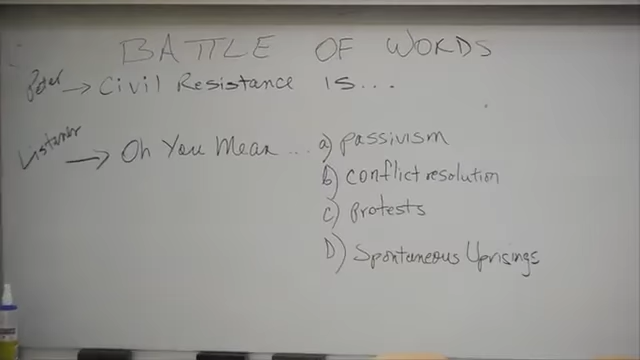 BATTLE OF WORDS
Peter → Civil Resistance is...
Listener → Oh You Mean... a) passivism
b) conflict resolution
c) protests
D) Spontaneous Uprisings